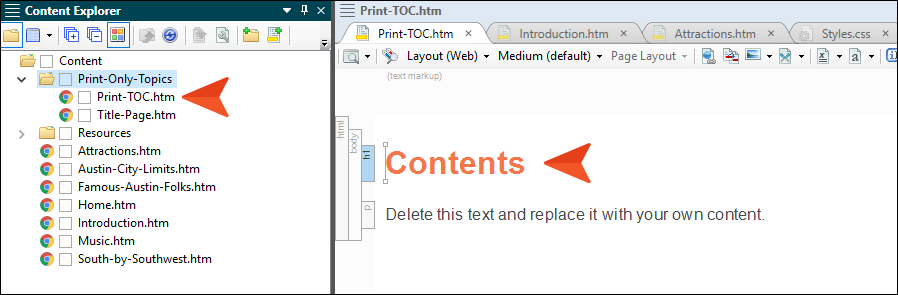 Content Explorer
Content
Print-Only-Topics
Print-TOC.htm
Title-Page.htm
Resources
Attractions.htm
Austin-City-Limits.htm
Famous-Austin-Folks.htm
Home.htm
Introduction.htm
Music.htm
South-by-Southwest.htm
Print-TOC.htm
Print-TOC.htm Introduction.htm Attractions.htm Styles.css
Layout (Web) Medium (default) Page Layout
(text markup)
html
body
h1
Contents
p
Delete this text and replace it with your own content.